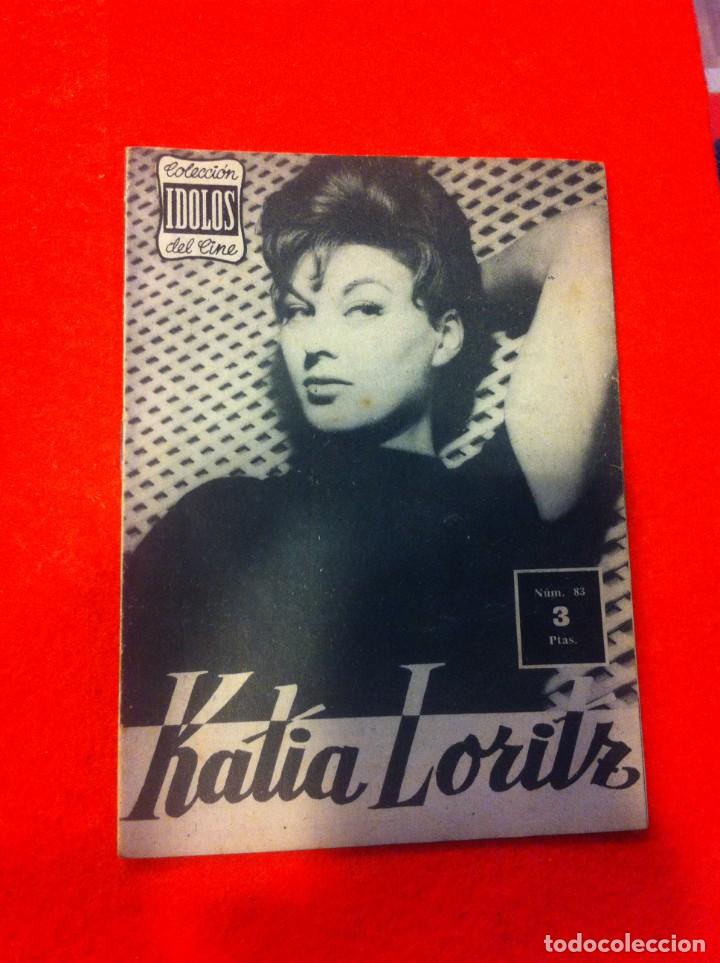 Colección
IDOLOS
del Cine
Núm. 83
3
Ptas.
Katia Loritz
todocoleccion